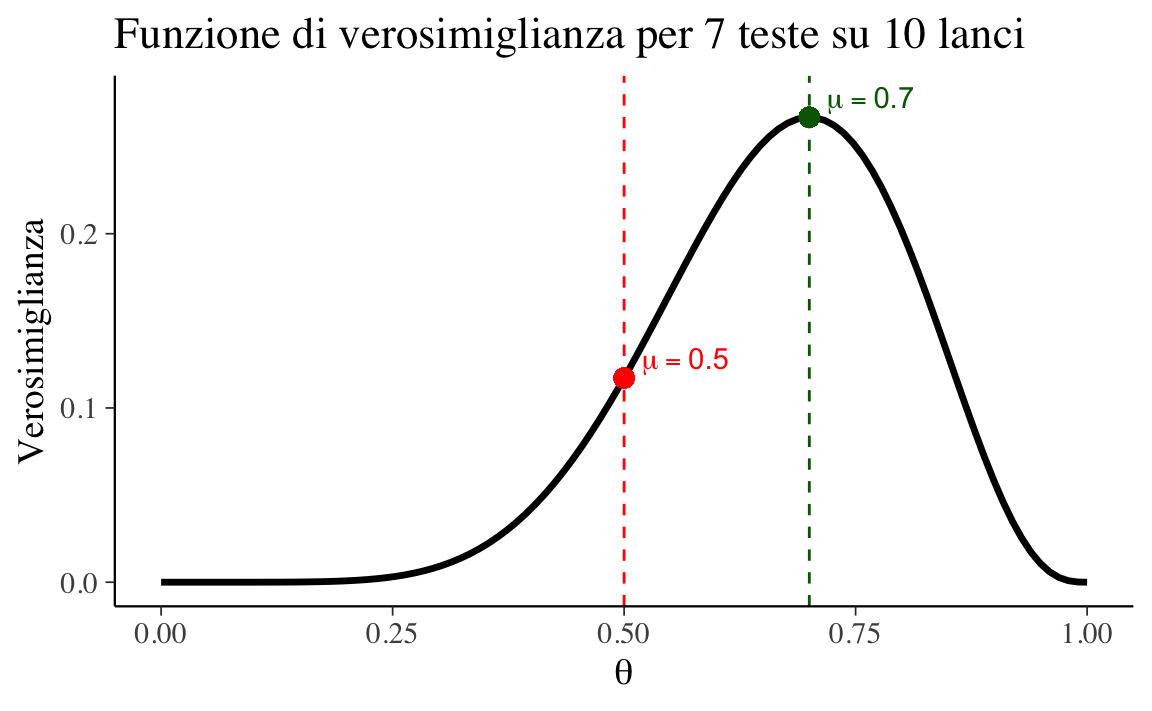 Funzione di verosimiglianza per 7 teste su 10 lanci
μ = 0.7
0.2
Verosimiglianza
μ = 0.5
0.1
0.0
0.00 0.25 0.50 0.75 1.00
θ